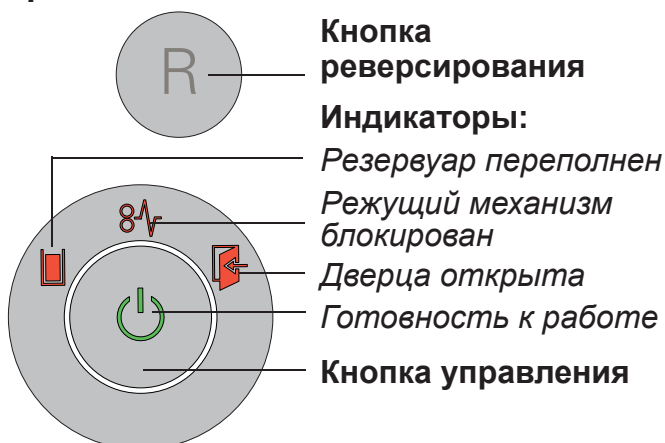 R
Кнопка
реверсирования
Индикаторы:
Резервуар переполнен
Режущий механизм
блокирован
Дверца открыта
Готовность к работе
Кнопка управления